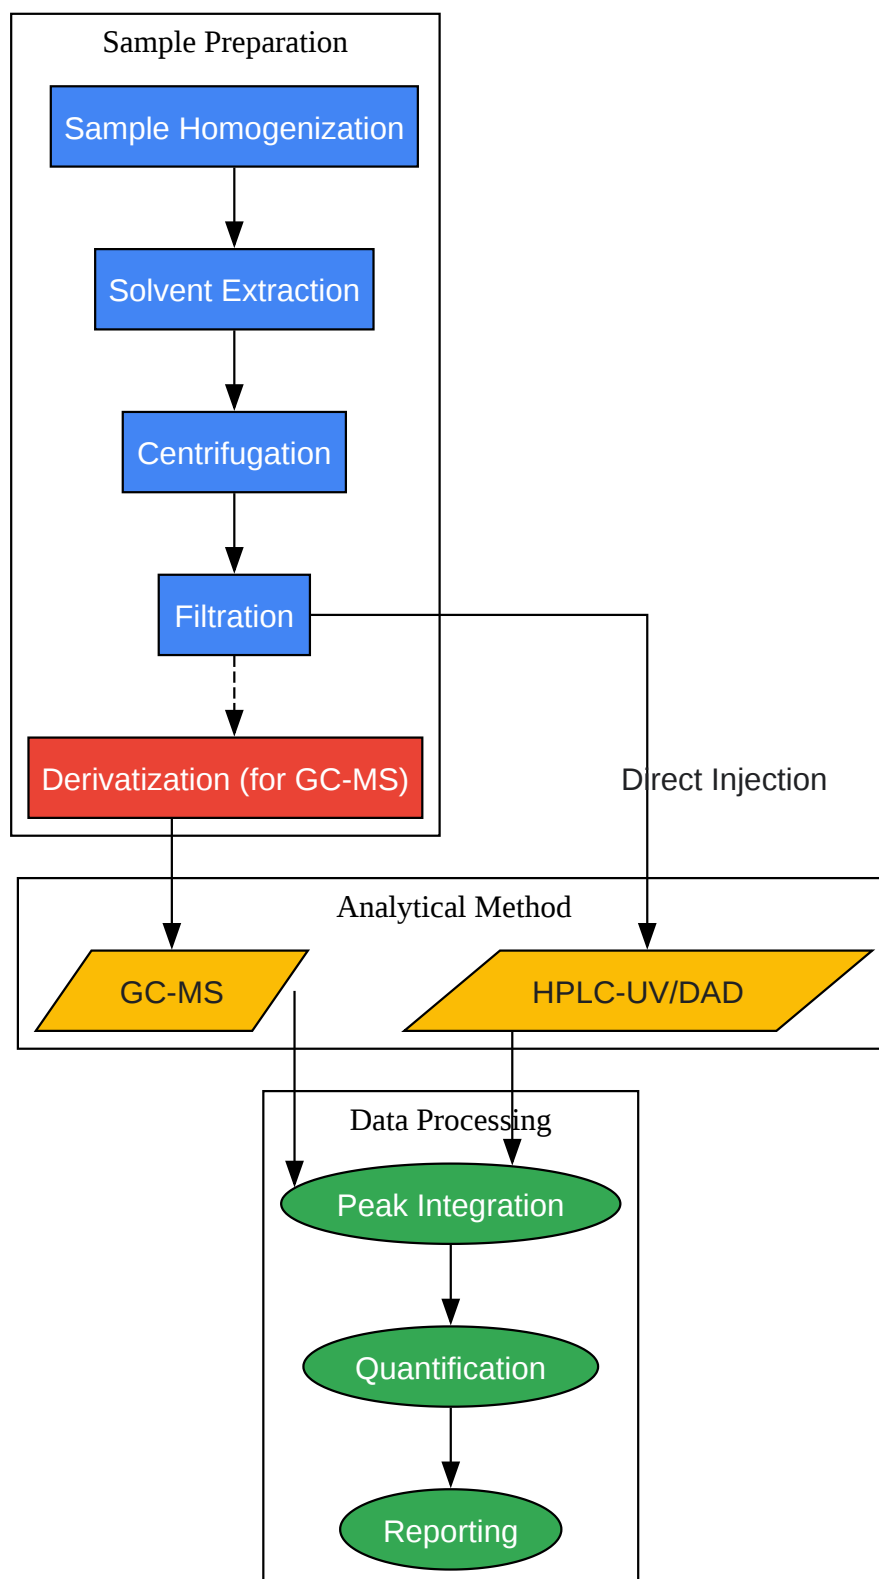 Sample Preparation
Sample Homogenization
Solvent Extraction
Centrifugation
Filtration
Derivatization (for GC-MS)
Direct Injection
Analytical Method
GC-MS
HPLC-UV/DAD
Data Processing
Peak Integration
Quantification
Reporting